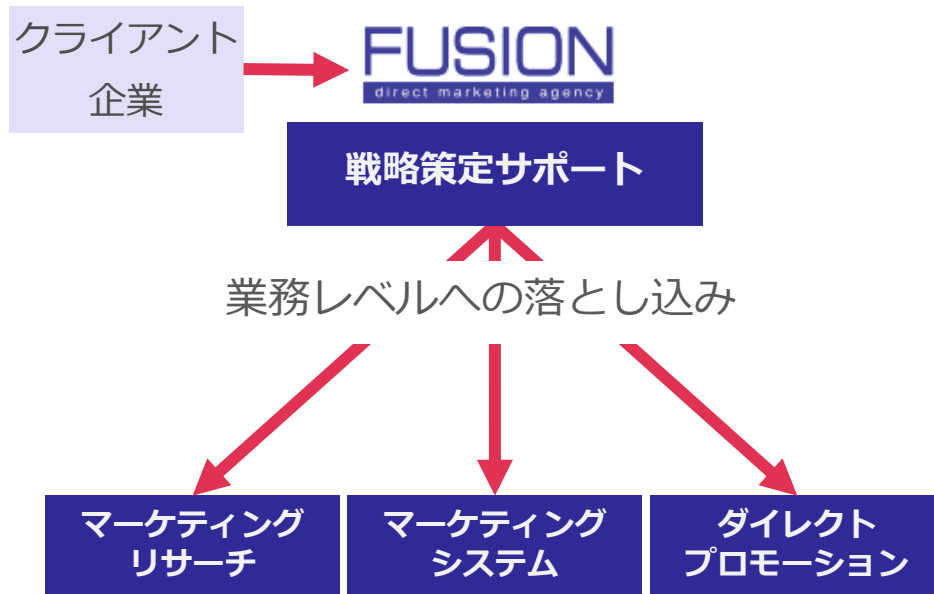 クライアント
企業
FUSION
direct marketing agency
戦略策定サポート
業務レベルへの落とし込み
マーケティング
リサーチ
マーケティング
システム
ダイレクト
プロモーション